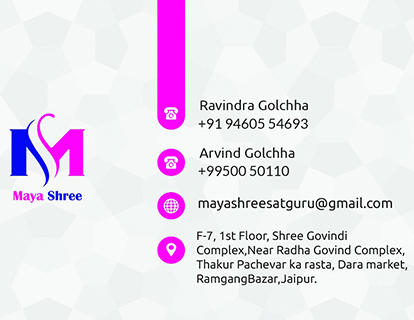 Ravindra Golchha
+91 94605 54693
Arvind Golchha
+99500 50110
SM
Maya Shree
mayashreesatguru@gmail.com
F-7, 1st Floor, Shree Govindi
Complex,Near Radha Govind Complex,
Thakur Pachevar ka rasta, Dara market,
RamgangBazar,Jaipur.